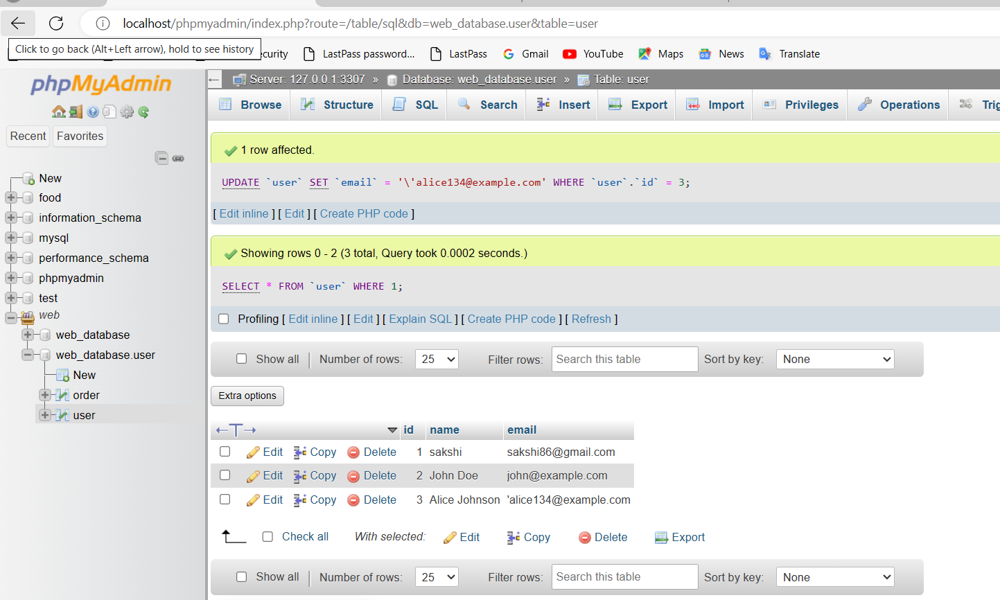 localhost/phpmyadmin/index.php?route=/table/sql&db=web_database.user&table=user
Click to go back (Alt+Left arrow), hold to see history
curity
LastPass password...
LastPass
Gmail
YouTube
Maps
News
Translate
phpMyAdmin
Recent
Favorites
New
food
information_schema
mysql
performance_schema
phpmyadmin
test
web
web_database
web_database.user
New
order
user
Server: 127.0.0.1:3307 » Database: web_database.user » Table: user
Browse Structure SQL Search Insert Export Import Privileges Operations Trig
1 row affected.
UPDATE `user` SET `email` = '\'alice134@example.com' WHERE `user`.`id` = 3;
[ Edit inline ] [ Edit ] [ Create PHP code ]
Showing rows 0 - 2 (3 total, Query took 0.0002 seconds.)
SELECT * FROM `user` WHERE 1;
Profiling [ Edit inline ] [ Edit ] [ Explain SQL ] [ Create PHP code ] [ Refresh ]
Show all | Number of rows: 25 Filter rows: Search this table Sort by key: None
Extra options
←T→ id name email
Edit Copy Delete 1 sakshi sakshi86@gmail.com
Edit Copy Delete 2 John Doe john@example.com
Edit Copy Delete 3 Alice Johnson 'alice134@example.com
Check all With selected: Edit Copy Delete Export
Show all | Number of rows: 25 Filter rows: Search this table Sort by key: None